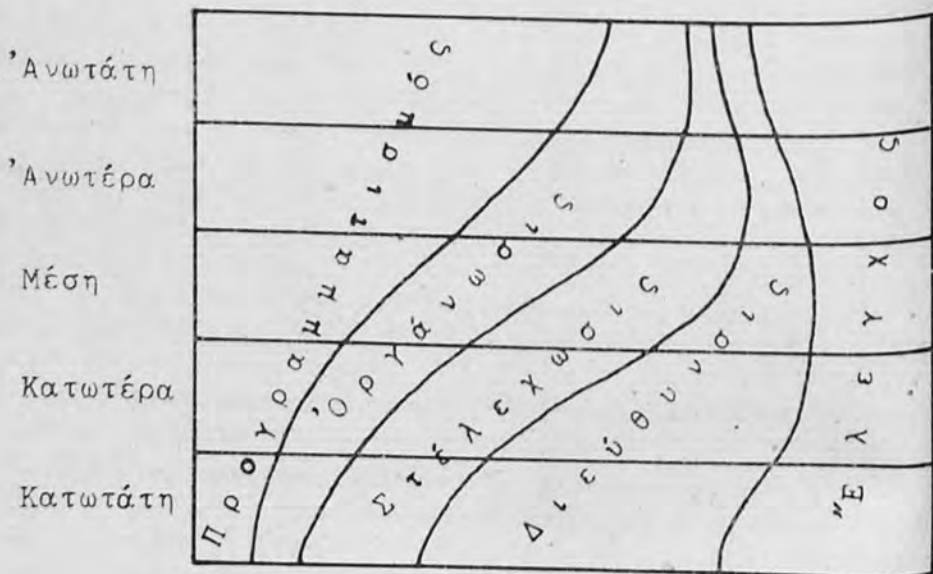 Ἀνωτάτη
Ἀνωτέρα
Μέση
Κατωτέρα
Κατωτάτη
Προγραμματισμός
Ὀργάνωσις
Στελέχωσις
Διεύθυνσις
Ἔλεγχος